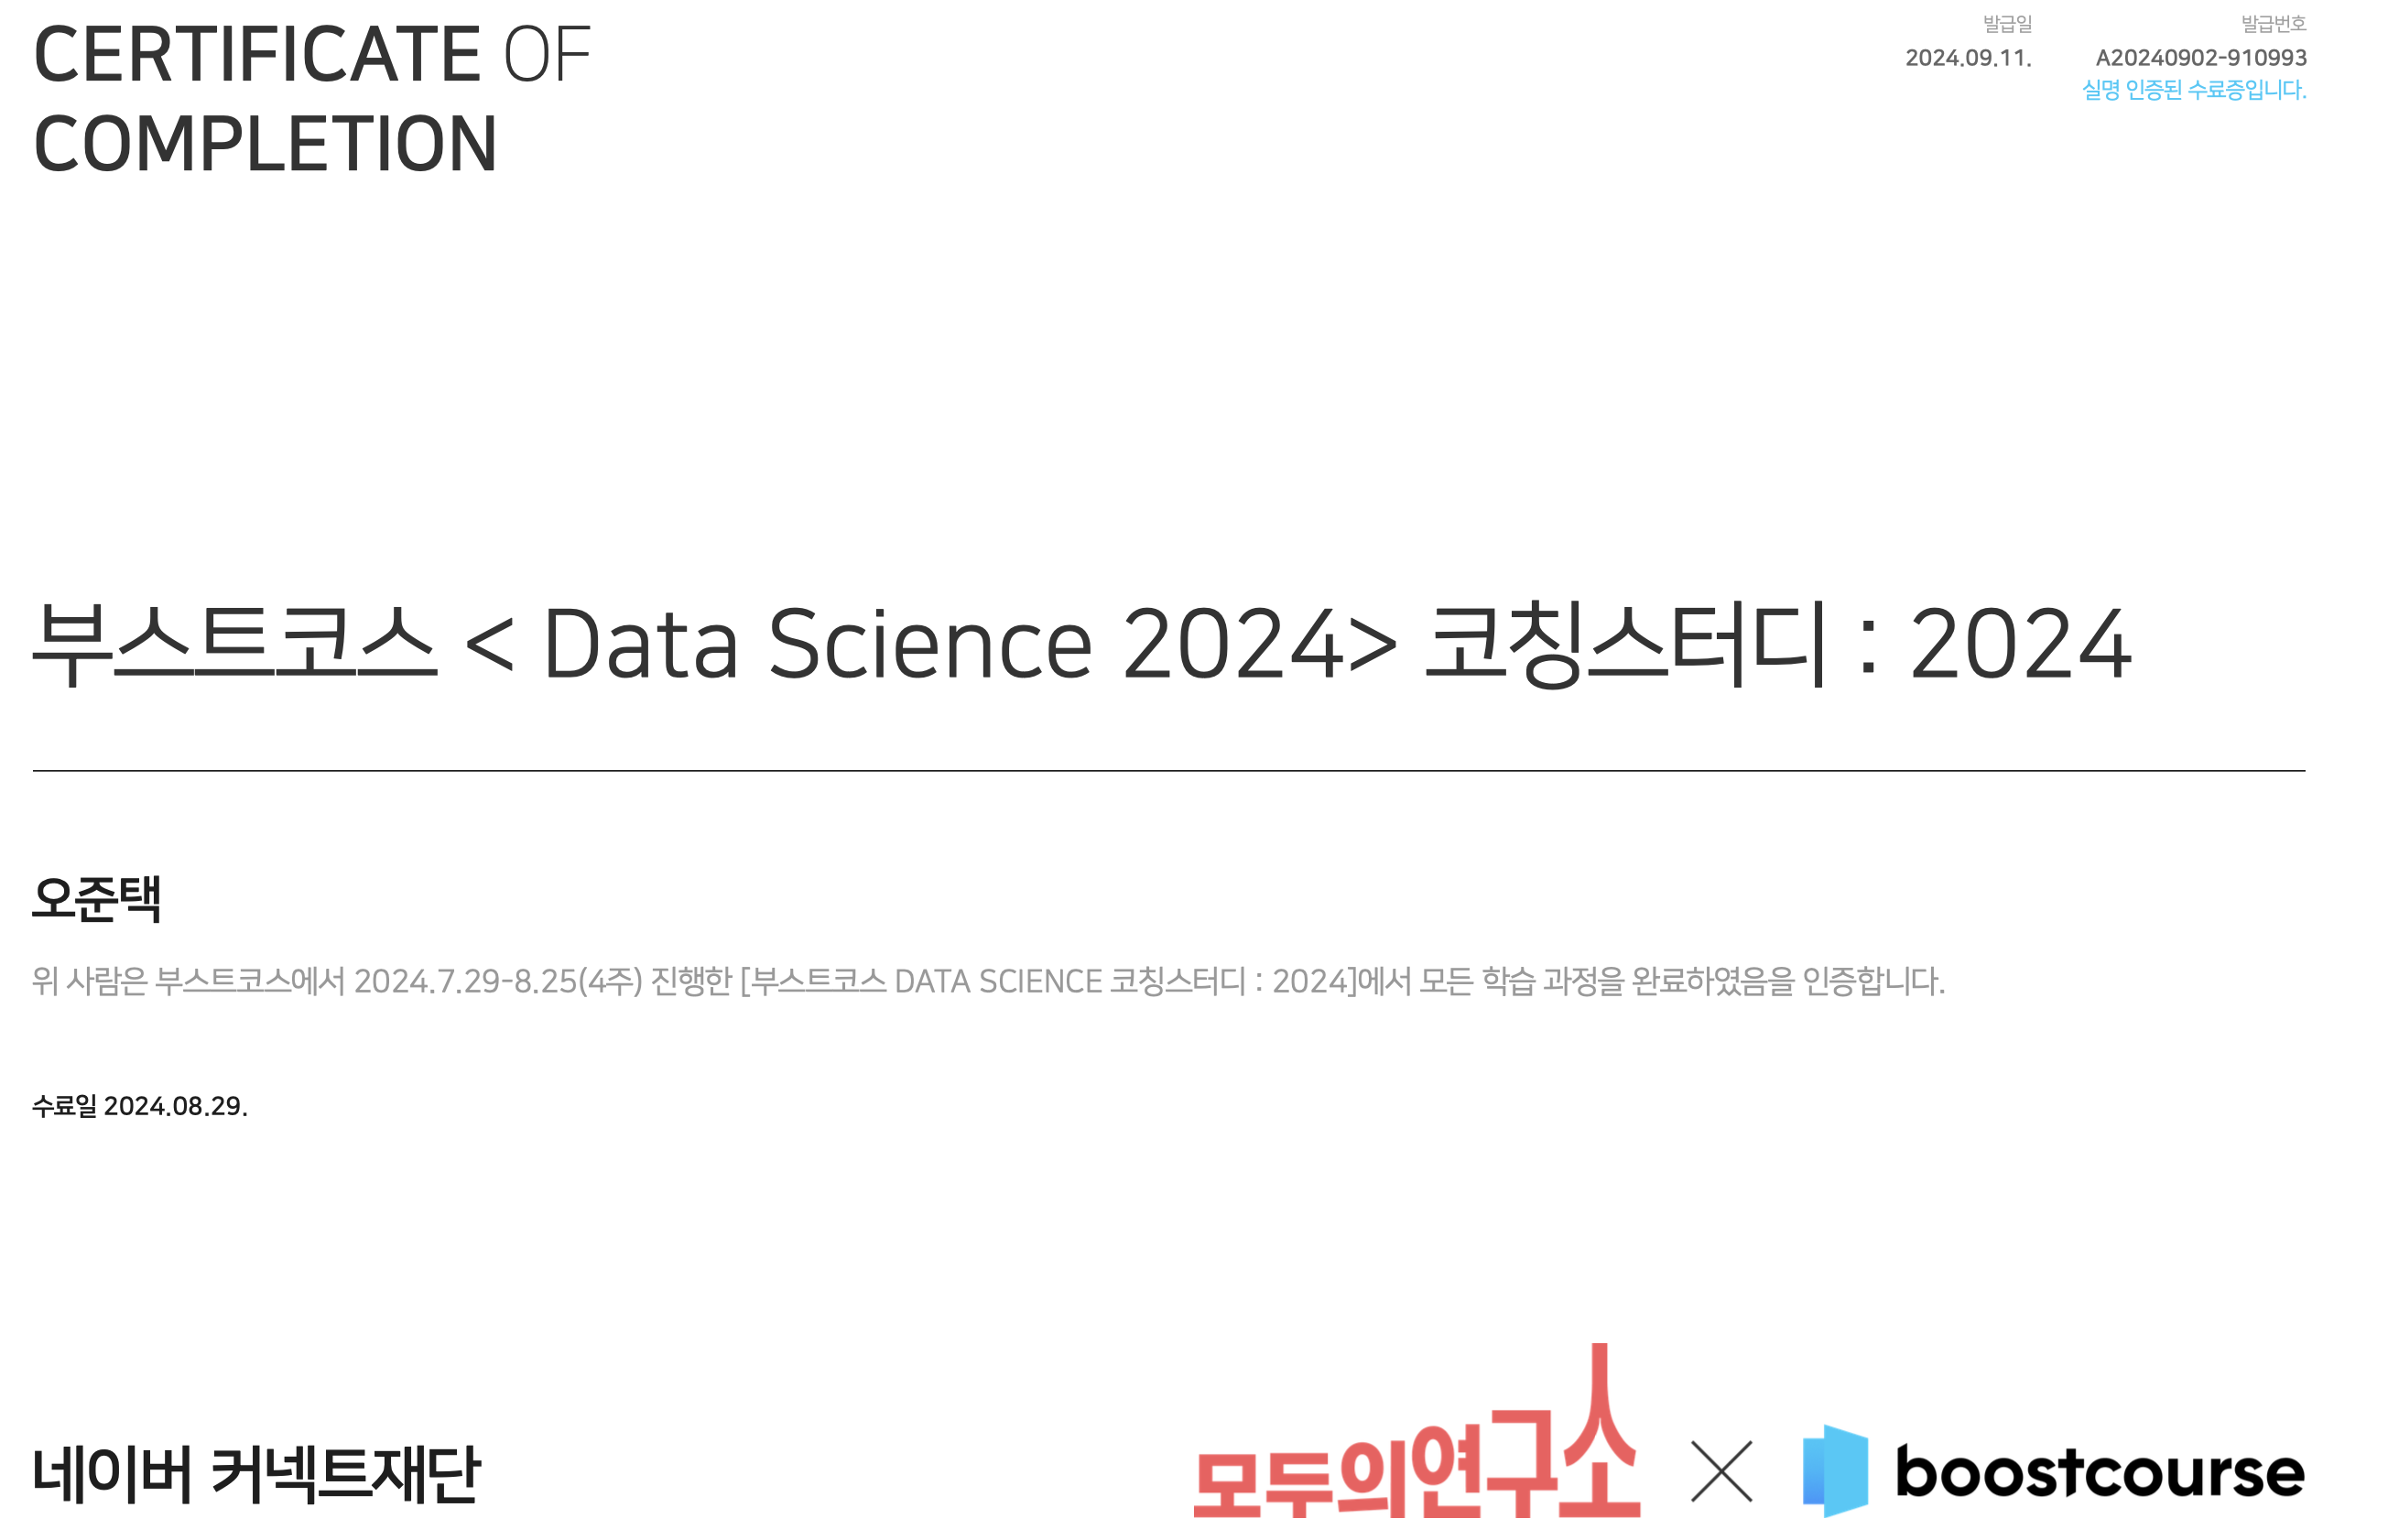 CERTIFICATE OF
COMPLETION
발급일
2024.09.11.
발급번호
A20240902-910993
실명 인증된 수료증입니다.
부스트코스 < Data Science 2024> 코칭스터디 : 2024
오준택
위 사람은 부스트코스에서 2024.7.29-8.25(4주) 진행한 [부스트코스 DATA SCIENCE 코칭스터디 : 2024]에서 모든 학습 과정을 완료하였음을 인증합니다.
수료일 2024.08.29.
네이버 커넥트재단
모두의연구소
boostcourse